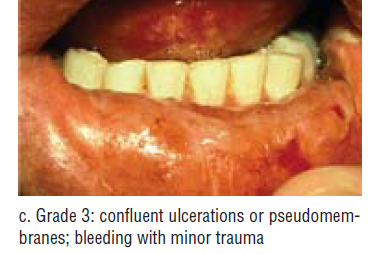 c. Grade 3: confluent ulcerations or pseudomem-
branes; bleeding with minor trauma